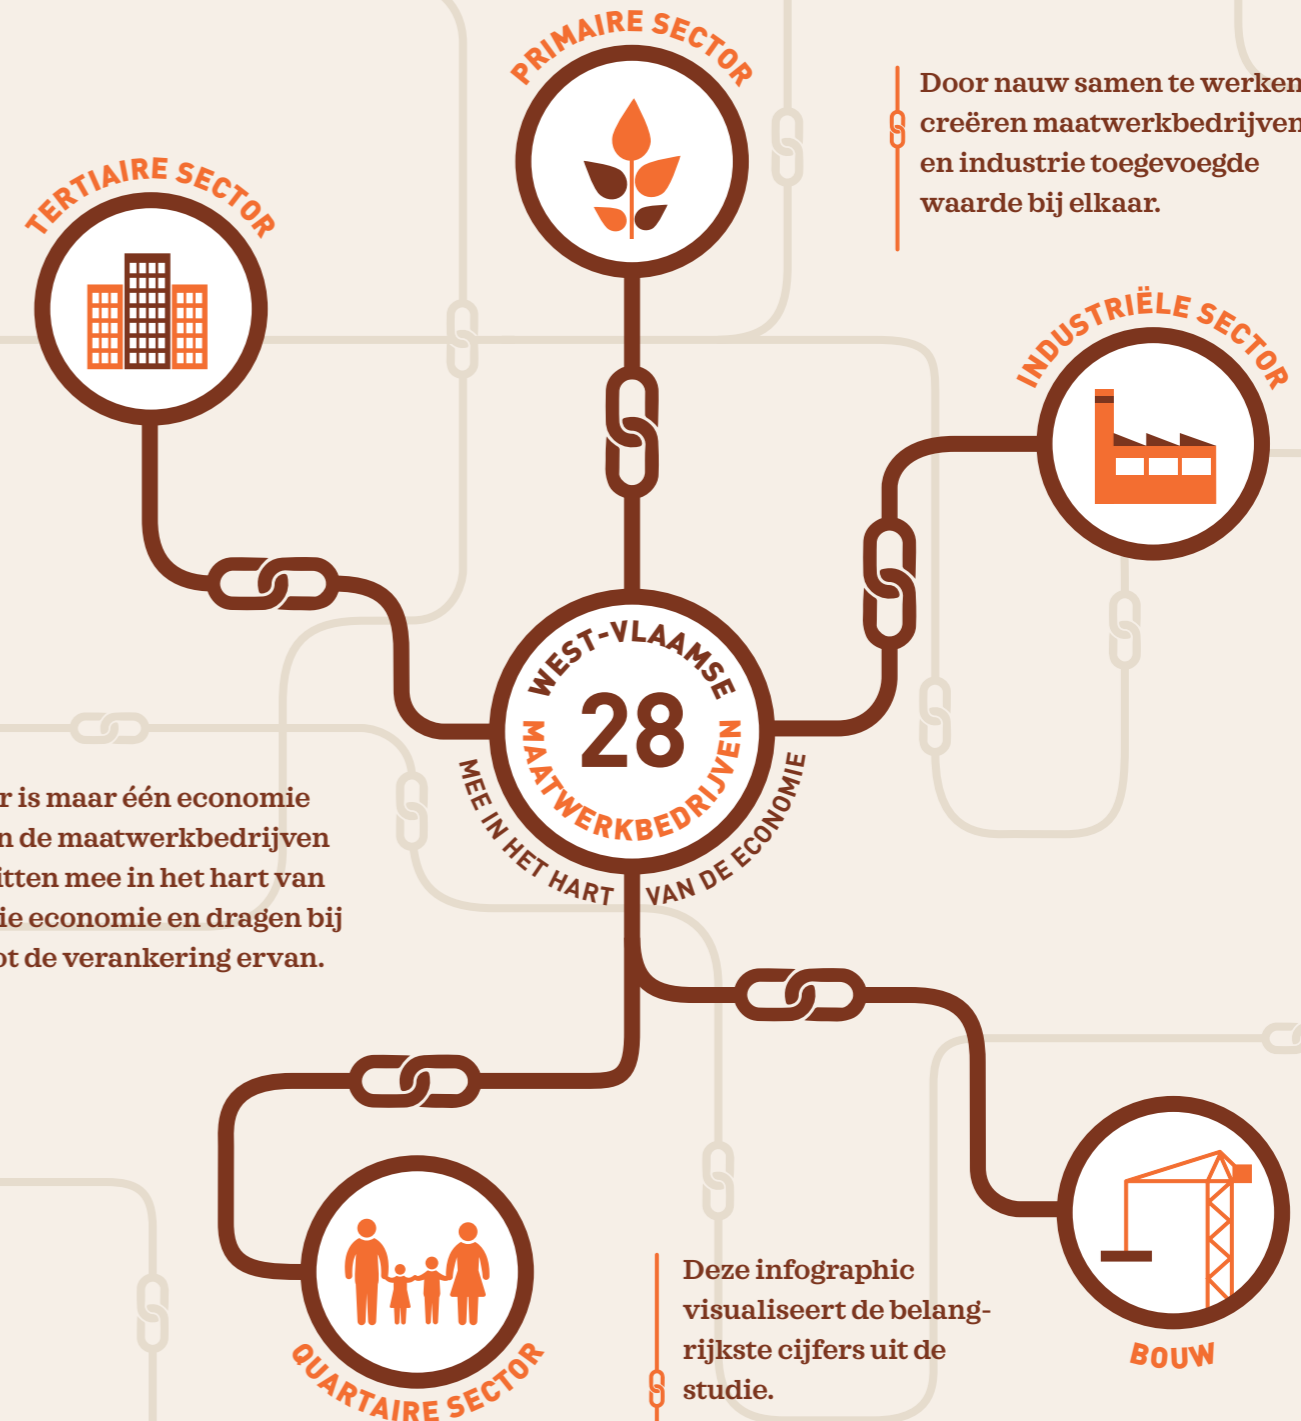 PRIMAIRE SECTOR
Door nauw samen te werken
creëren maatwerkbedrijven
en industrie toegevoegde
waarde bij elkaar.
TERTIAIRE SECTOR
INDUSTRIËLE SECTOR
WEST-VLAAMSE
28
MAATWERKBEDRIJVEN
MEE IN HET HART VAN DE ECONOMIE
r is maar één economie
n de maatwerkbedrijven
itten mee in het hart van
ie economie en dragen bij
ot de verankering ervan.
QUARTAIRE SECTOR
Deze infographic
visualiseert de belang-
rijkste cijfers uit de
studie.
BOUW